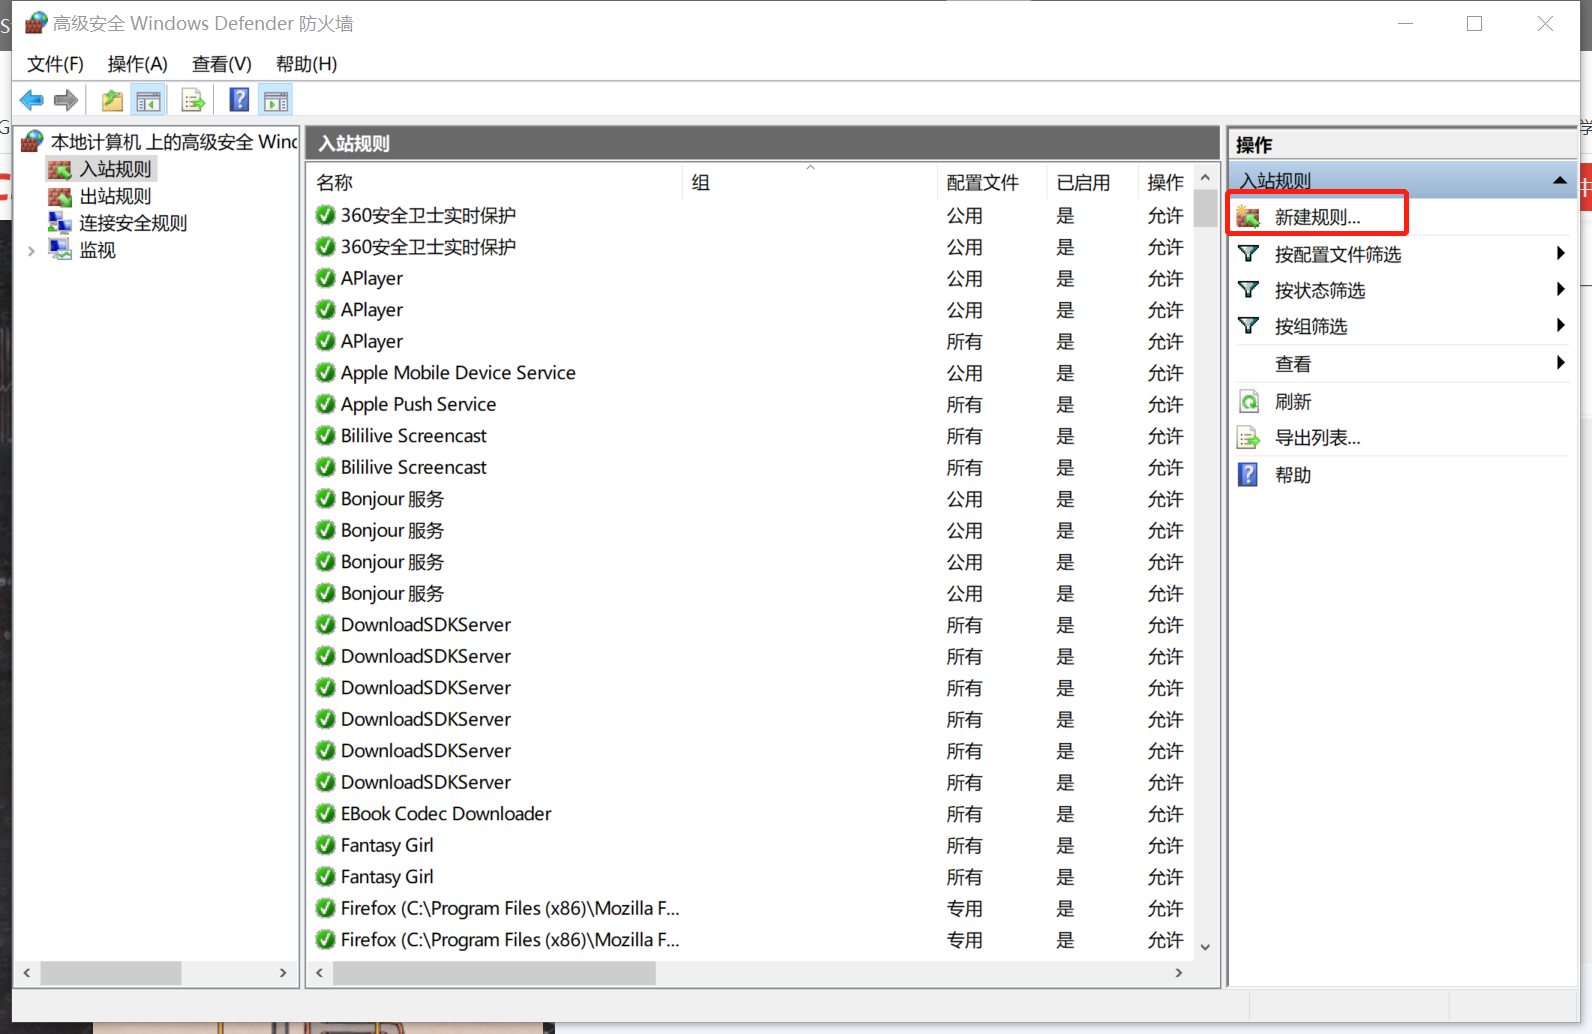 高级安全 Windows Defender 防火墙
文件(F) 操作(A) 查看(V) 帮助(H)
本地计算机 上的高级安全 Wind
入站规则
出站规则
连接安全规则
监视
入站规则
名称 组 配置文件 已启用 操作
360安全卫士实时保护 公用 是 允许
360安全卫士实时保护 公用 是 允许
APlayer 公用 是 允许
APlayer 公用 是 允许
APlayer 所有 是 允许
Apple Mobile Device Service 公用 是 允许
Apple Push Service 所有 是 允许
Bililive Screencast 所有 是 允许
Bililive Screencast 所有 是 允许
Bonjour 服务 公用 是 允许
Bonjour 服务 公用 是 允许
Bonjour 服务 公用 是 允许
Bonjour 服务 公用 是 允许
DownloadSDKServer 所有 是 允许
DownloadSDKServer 所有 是 允许
DownloadSDKServer 所有 是 允许
DownloadSDKServer 所有 是 允许
DownloadSDKServer 所有 是 允许
DownloadSDKServer 所有 是 允许
EBook Codec Downloader 所有 是 允许
Fantasy Girl 所有 是 允许
Fantasy Girl 所有 是 允许
Firefox (C:\Program Files (x86)\Mozilla F... 专用 是 允许
Firefox (C:\Program Files (x86)\Mozilla F... 专用 是 允许
操作
入站规则
新建规则...
按配置文件筛选
按状态筛选
按组筛选
查看
刷新
导出列表...
帮助